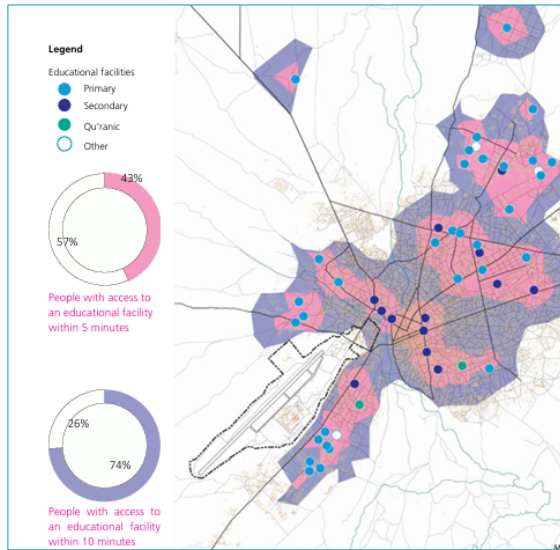 Legend
Educational facilities
Primary
Secondary
Qu'ranic
Other
43%
57%
People with access to
an educational facility
within 5 minutes
26%
74%
People with access to
an educational facility
within 10 minutes